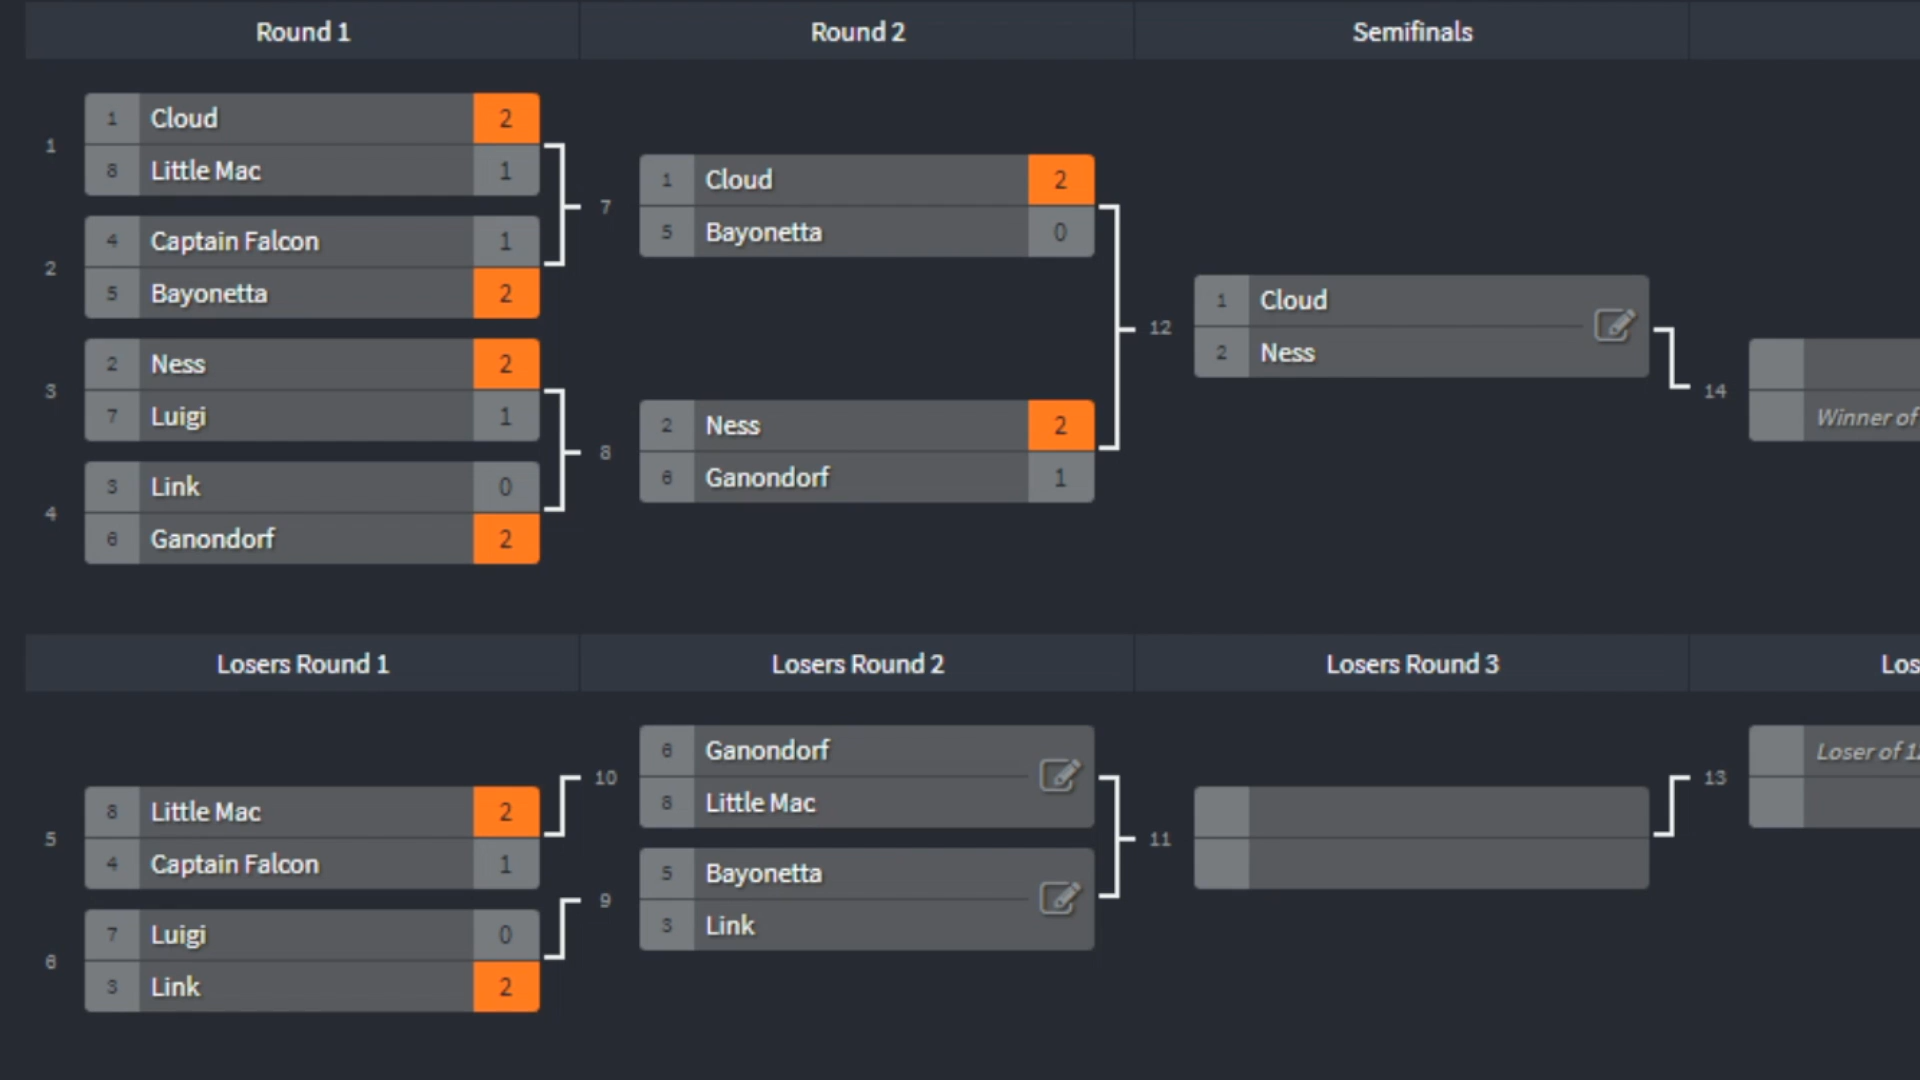 Round 1
Round 2
Semifinals
1
1 Cloud 2
8 Little Mac 1
2
4 Captain Falcon 1
5 Bayonetta 2
3
2 Ness 2
7 Luigi 1
4
3 Link 0
6 Ganondorf 2
7
1 Cloud 2
5 Bayonetta 0
8
2 Ness 2
6 Ganondorf 1
12
1 Cloud
2 Ness
14
Winner of
Losers Round 1
Losers Round 2
Losers Round 3
Los
5
8 Little Mac 2
4 Captain Falcon 1
6
7 Luigi 0
3 Link 2
10
6 Ganondorf
8 Little Mac
9
5 Bayonetta
3 Link
11
13
Loser of